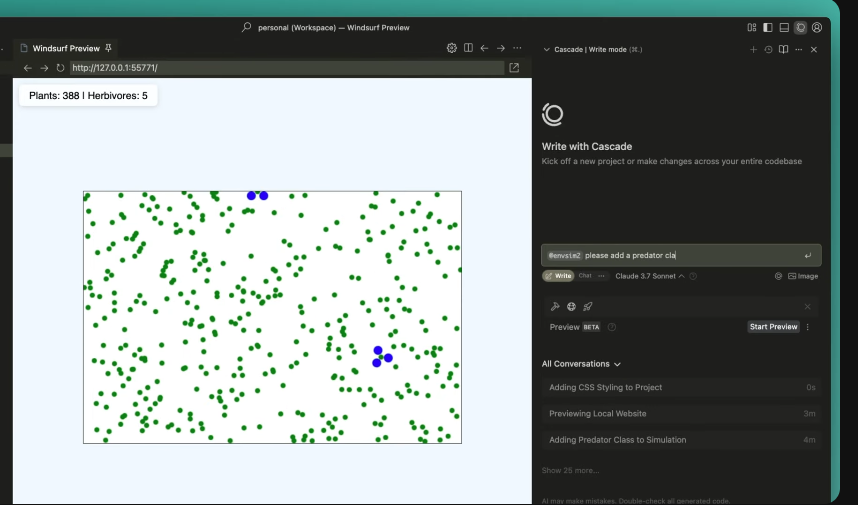 personal (Workspace) — Windsurf Preview
Windsurf Preview
http://127.0.0.1:55771/
Plants: 388 | Herbivores: 5
Cascade | Write mode (⌘.)
Write with Cascade
Kick off a new project or make changes across your entire codebase
@envsim2 please add a predator cla
Write Chat ••• Claude 3.7 Sonnet Image
Preview BETA Start Preview
All Conversations
Adding CSS Styling to Project 0s
Previewing Local Website 3m
Adding Predator Class to Simulation 4m
Show 25 more...
AI may make mistakes. Double-check all generated code.